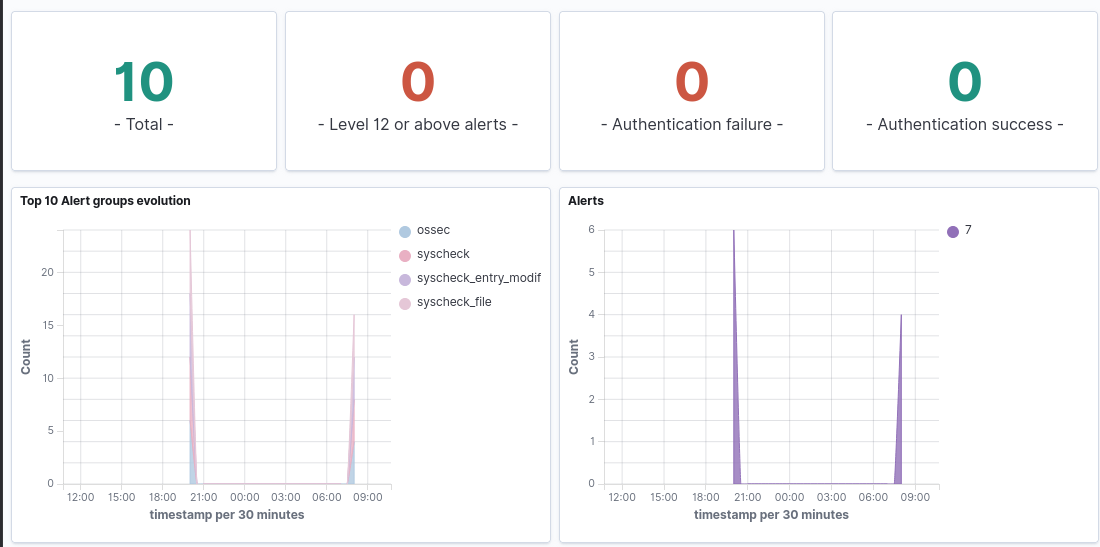 10
- Total -
0
- Level 12 or above alerts -
0
- Authentication failure -
0
- Authentication success -
Top 10 Alert groups evolution
ossec
syscheck
syscheck_entry_modif
syscheck_file
20
15
10
5
0
Count
12:00 15:00 18:00 21:00 00:00 03:00 06:00 09:00
timestamp per 30 minutes
Alerts
7
6
5
4
3
2
1
0
Count
12:00 15:00 18:00 21:00 00:00 03:00 06:00 09:00
timestamp per 30 minutes